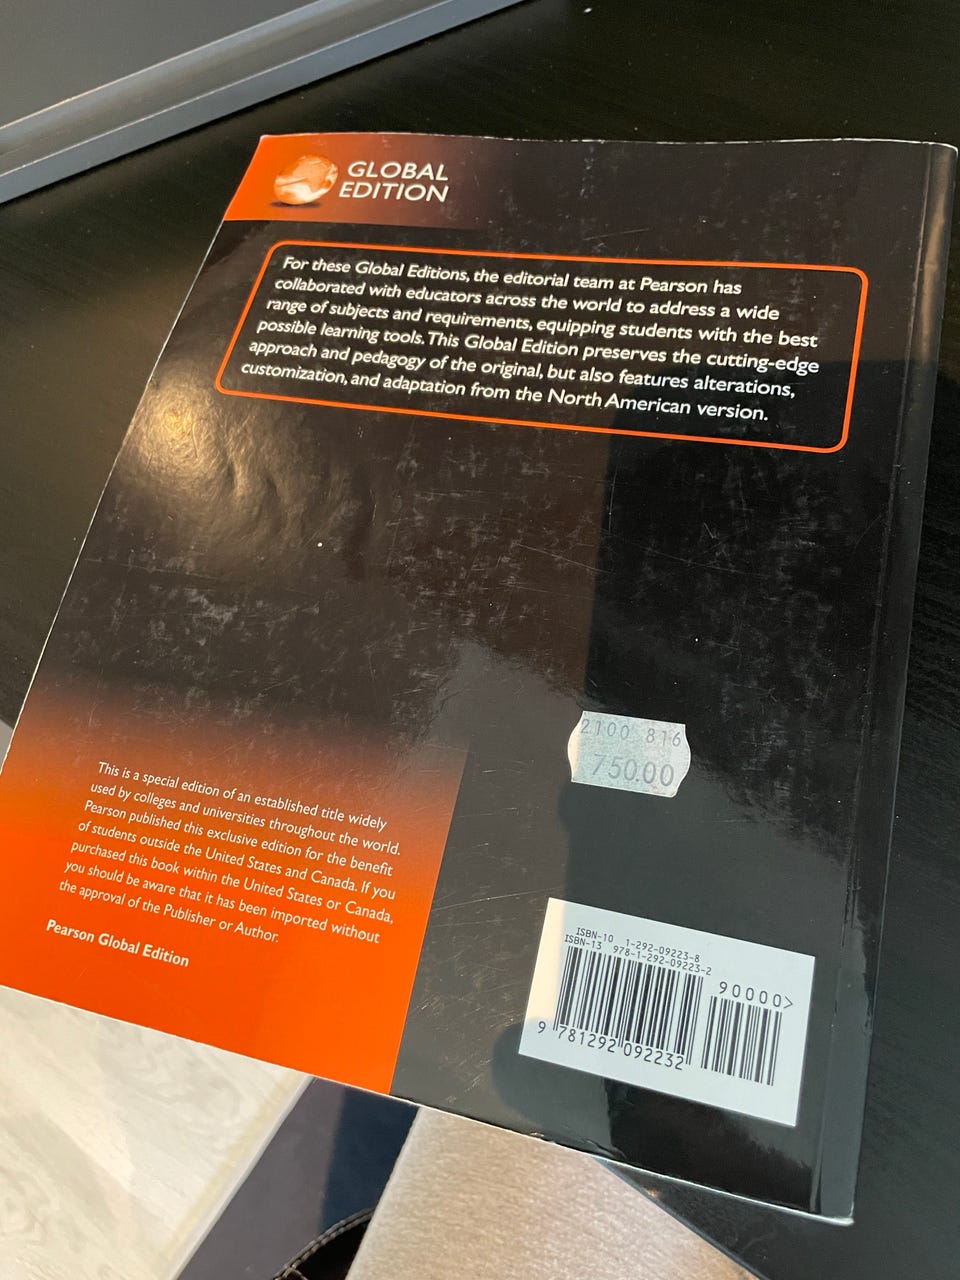 GLOBAL
EDITION
For these Global Editions, the editorial team at Pearson has
collaborated with educators across the world to address a wide
range of subjects and requirements, equipping students with the best
possible learning tools. This Global Edition preserves the cutting-edge
approach and pedagogy of the original, but also features alterations,
customization, and adaptation from the North American version.
2100 816
750.00
This is a special edition of an established title widely
used by colleges and universities throughout the world.
Pearson published this exclusive edition for the benefit
of students outside the United States and Canada. If you
purchased this book within the United States or Canada,
you should be aware that it has been imported without
the approval of the Publisher or Author.
Pearson Global Edition
ISBN-10 1-292-09223-8
ISBN-13 978-1-292-09223-2
90000>
9 781292 092232